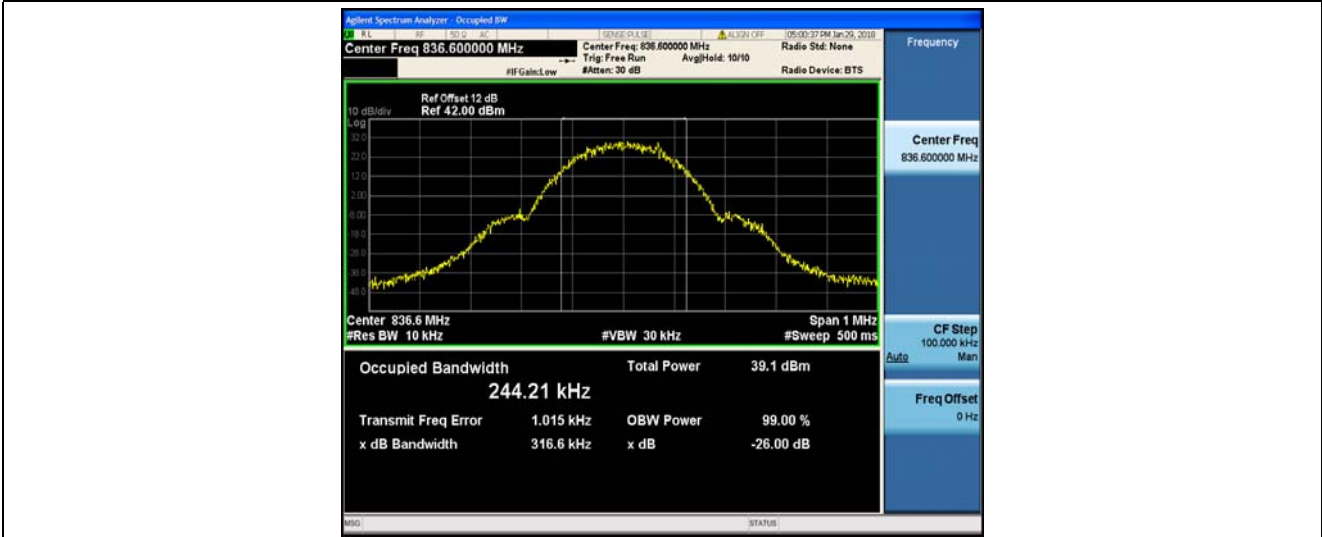 Agilent Spectrum Analyzer - Occupied BW
RL RF 50 Ω AC SENSE:PULSE ALIGN OFF 05:00:37 PM Jan 29, 2018
Center Freq 836.600000 MHz Center Freq: 836.600000 MHz Radio Std: None Frequency
Trig: Free Run Avg|Hold: 10/10
#IFGain:Low #Atten: 30 dB Radio Device: BTS
Ref Offset 12 dB
10 dB/div Ref 42.00 dBm
Log
32.0
22.0
12.0
2.00
-8.00
-18.0
-28.0
-38.0
-48.0
Center 836.6 MHz Span 1 MHz
#Res BW 10 kHz #VBW 30 kHz #Sweep 500 ms
Occupied Bandwidth Total Power 39.1 dBm
244.21 kHz
Transmit Freq Error 1.015 kHz OBW Power 99.00 %
x dB Bandwidth 316.6 kHz x dB -26.00 dB
Center Freq
836.600000 MHz
CF Step
100.000 kHz
Auto Man
Freq Offset
0 Hz
MSG STATUS